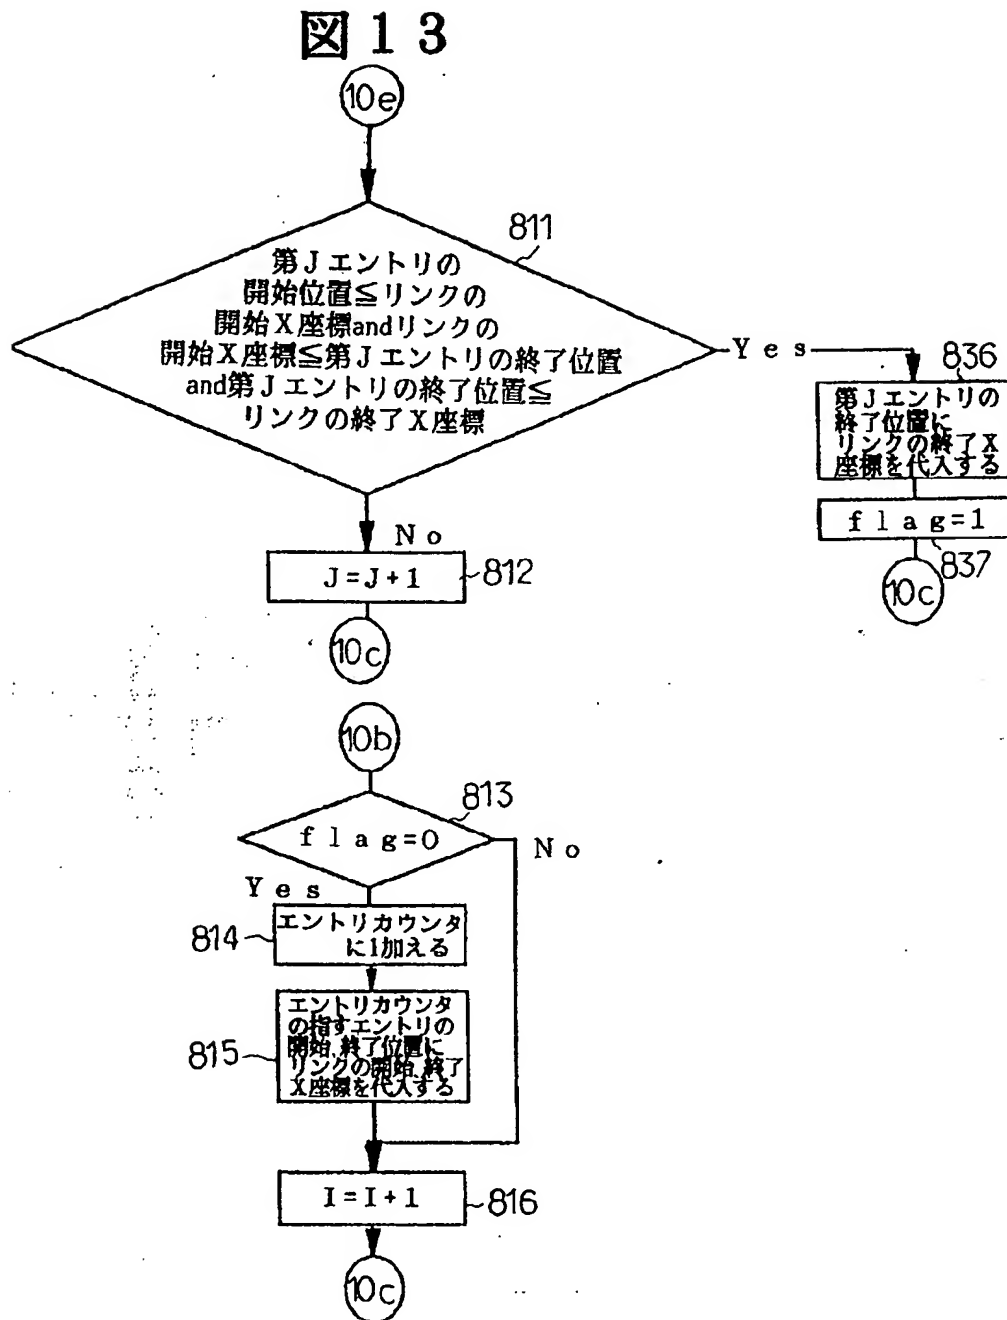 図13
10e
811
第Jエントリの
開始位置≦リンクの
開始X座標andリンクの
開始X座標≦第Jエントリの終了位置
and第Jエントリの終了位置≦
リンクの終了X座標
Yes
836
第Jエントリの
終了位置に
リンクの終了X
座標を代入する
flag=1
837
10c
No
J=J+1
812
10c
10b
813
flag=0
No
Yes
814
エントリカウンタ
に1加える
815
エントリカウンタ
の指すエントリの
開始、終了位置に
リンクの開始、終了
X座標を代入する
I=I+1
816
10c